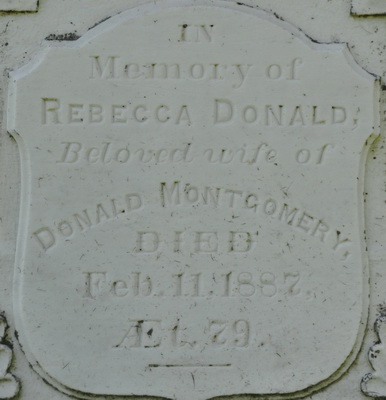 IN
Memory of
REBECCA DONALD,
Beloved wife of
DONALD MONTGOMERY,
DIED
Feb. 11. 1887.
Æt. 79.